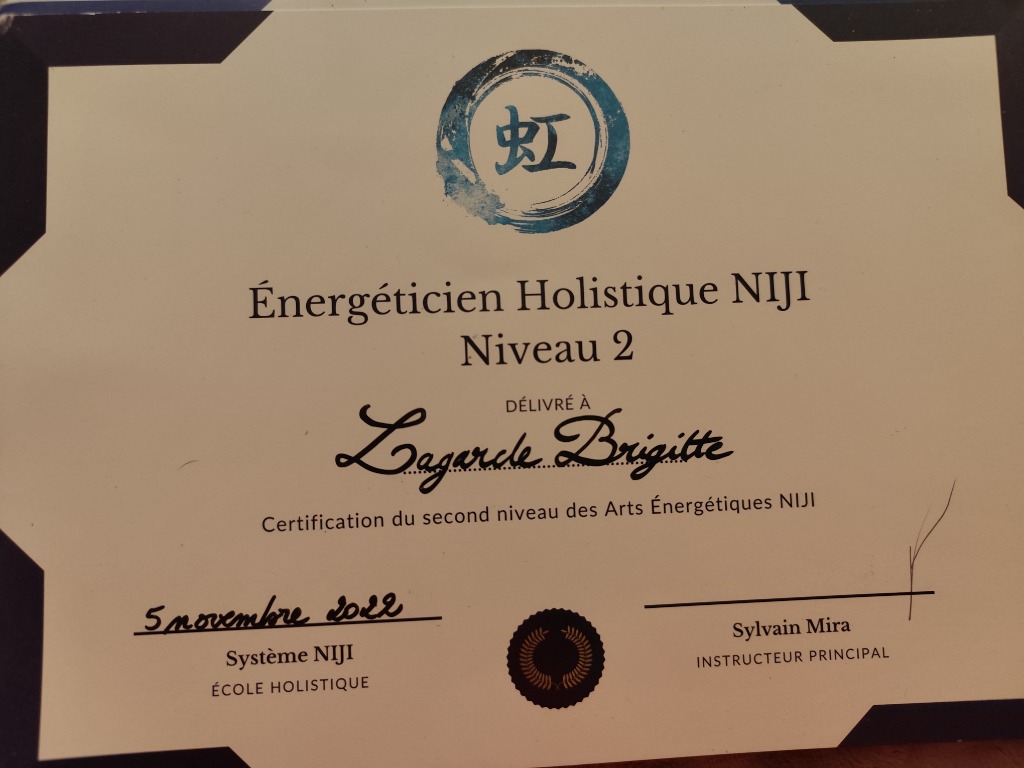 虹
Énergéticien Holistique NIJI
Niveau 2
DÉLIVRÉ À
Lagarde Brigitte
Certification du second niveau des Arts Énergétiques NIJI
5 novembre 2022
Système NIJI
ÉCOLE HOLISTIQUE
Sylvain Mira
INSTRUCTEUR PRINCIPAL